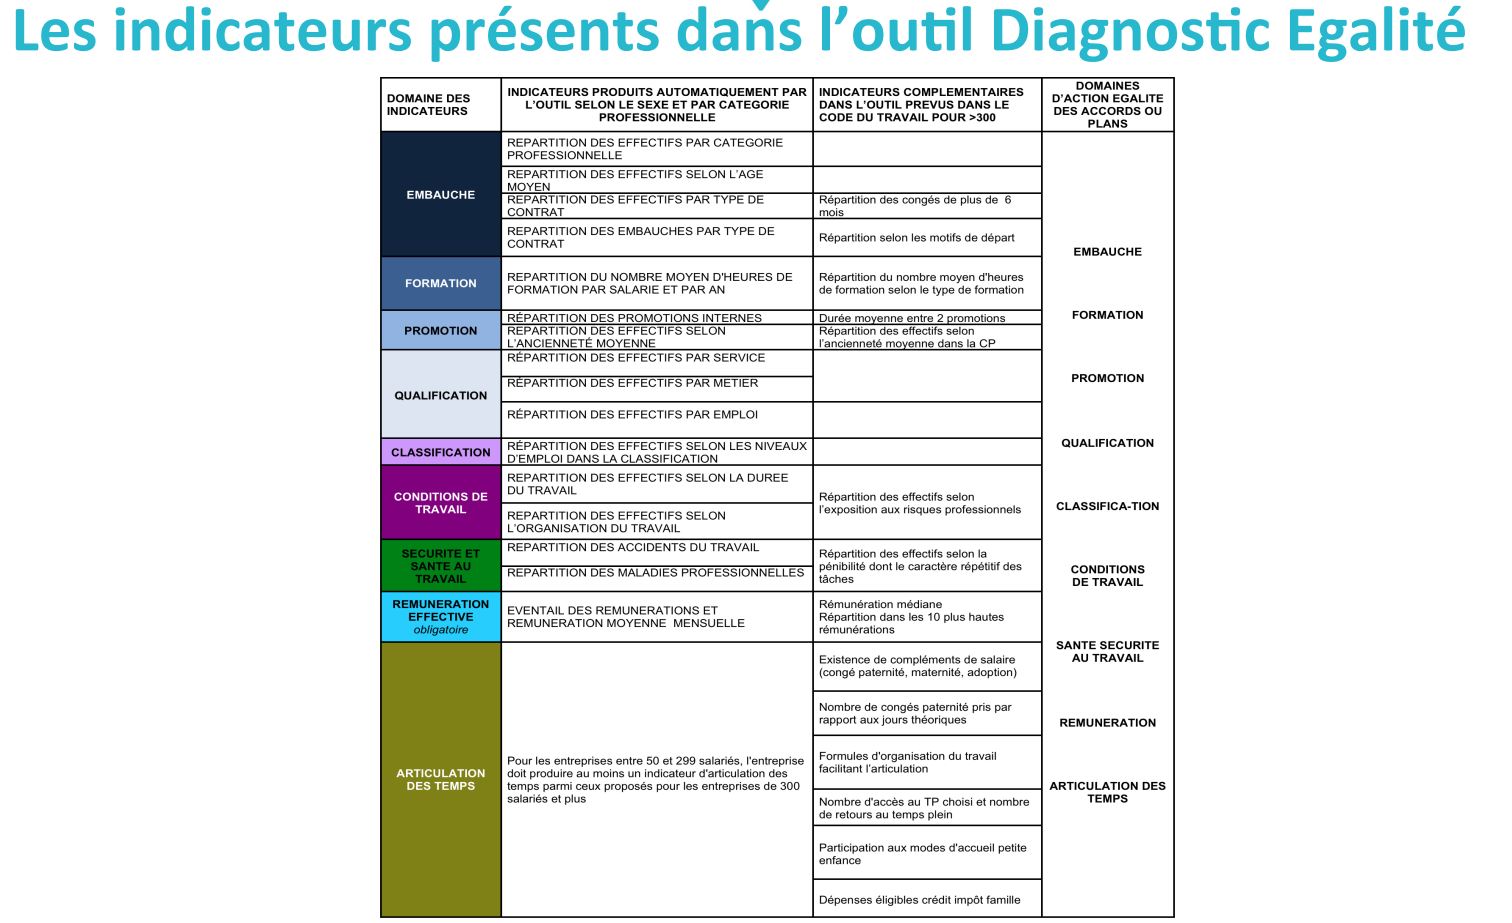 Les indicateurs présents dans l'outil Diagnostic Egalité
DOMAINE DES
INDICATEURS
INDICATEURS PRODUITS AUTOMATIQUEMENT PAR
L'OUTIL SELON LE SEXE ET PAR CATEGORIE
PROFESSIONNELLE
INDICATEURS COMPLEMENTAIRES
DANS L'OUTIL PREVUS DANS LE
CODE DU TRAVAIL POUR >300
DOMAINES
D'ACTION EGALITE
DES ACCORDS OU
PLANS
EMBAUCHE
REPARTITION DES EFFECTIFS PAR CATEGORIE
PROFESSIONNELLE
REPARTITION DES EFFECTIFS SELON L'AGE
MOYEN
REPARTITION DES EFFECTIFS PAR TYPE DE
CONTRAT
Répartition des congés de plus de 6
mois
REPARTITION DES EMBAUCHES PAR TYPE DE
CONTRAT
Répartition selon les motifs de départ
FORMATION
REPARTITION DU NOMBRE MOYEN D'HEURES DE
FORMATION PAR SALARIE ET PAR AN
Répartition du nombre moyen d'heures
de formation selon le type de formation
PROMOTION
RÉPARTITION DES PROMOTIONS INTERNES
Durée moyenne entre 2 promotions
REPARTITION DES EFFECTIFS SELON
L'ANCIENNETÉ MOYENNE
Répartition des effectifs selon
l'ancienneté moyenne dans la CP
QUALIFICATION
RÉPARTITION DES EFFECTIFS PAR SERVICE
RÉPARTITION DES EFFECTIFS PAR METIER
RÉPARTITION DES EFFECTIFS PAR EMPLOI
CLASSIFICATION
RÉPARTITION DES EFFECTIFS SELON LES NIVEAUX
D'EMPLOI DANS LA CLASSIFICATION
CONDITIONS DE
TRAVAIL
REPARTITION DES EFFECTIFS SELON LA DUREE
DU TRAVAIL
REPARTITION DES EFFECTIFS SELON
L'ORGANISATION DU TRAVAIL
Répartition des effectifs selon
l'exposition aux risques professionnels
SECURITE ET
SANTE AU
TRAVAIL
REPARTITION DES ACCIDENTS DU TRAVAIL
REPARTITION DES MALADIES PROFESSIONNELLES
Répartition des effectifs selon la
pénibilité dont le caractère répétitif des
tâches
REMUNERATION
EFFECTIVE
obligatoire
EVENTAIL DES REMUNERATIONS ET
REMUNERATION MOYENNE MENSUELLE
Rémunération médiane
Répartition dans les 10 plus hautes
rémunérations
ARTICULATION
DES TEMPS
Pour les entreprises entre 50 et 299 salariés, l'entreprise
doit produire au moins un indicateur d'articulation des
temps parmi ceux proposés pour les entreprises de 300
salariés et plus
Existence de compléments de salaire
(congé paternité, maternité, adoption)
Nombre de congés paternité pris par
rapport aux jours théoriques
Formules d'organisation du travail
facilitant l'articulation
Nombre d'accès au TP choisi et nombre
de retours au temps plein
Participation aux modes d'accueil petite
enfance
Dépenses éligibles crédit impôt famille
EMBAUCHE
FORMATION
PROMOTION
QUALIFICATION
CLASSIFICA-TION
CONDITIONS
DE TRAVAIL
SANTE SECURITE
AU TRAVAIL
REMUNERATION
ARTICULATION DES
TEMPS